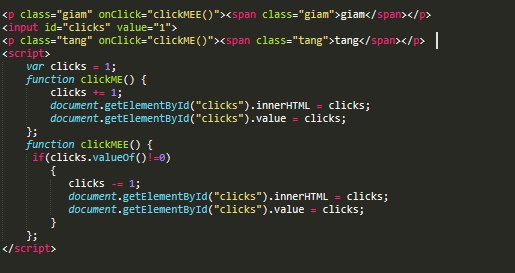 <p class="giam" onClick="clickMEE()"><span class="giam">giam</span></p>
<input id="clicks" value="1">
<p class="tang" onClick="clickME()"><span class="tang">tang</span></p>
<script>
var clicks = 1;
function clickME() {
clicks += 1;
document.getElementById("clicks").innerHTML = clicks;
document.getElementById("clicks").value = clicks;
};
function clickMEE() {
if(clicks.valueOf()!=0)
{
clicks -= 1;
document.getElementById("clicks").innerHTML = clicks;
document.getElementById("clicks").value = clicks;
}
};
</script>